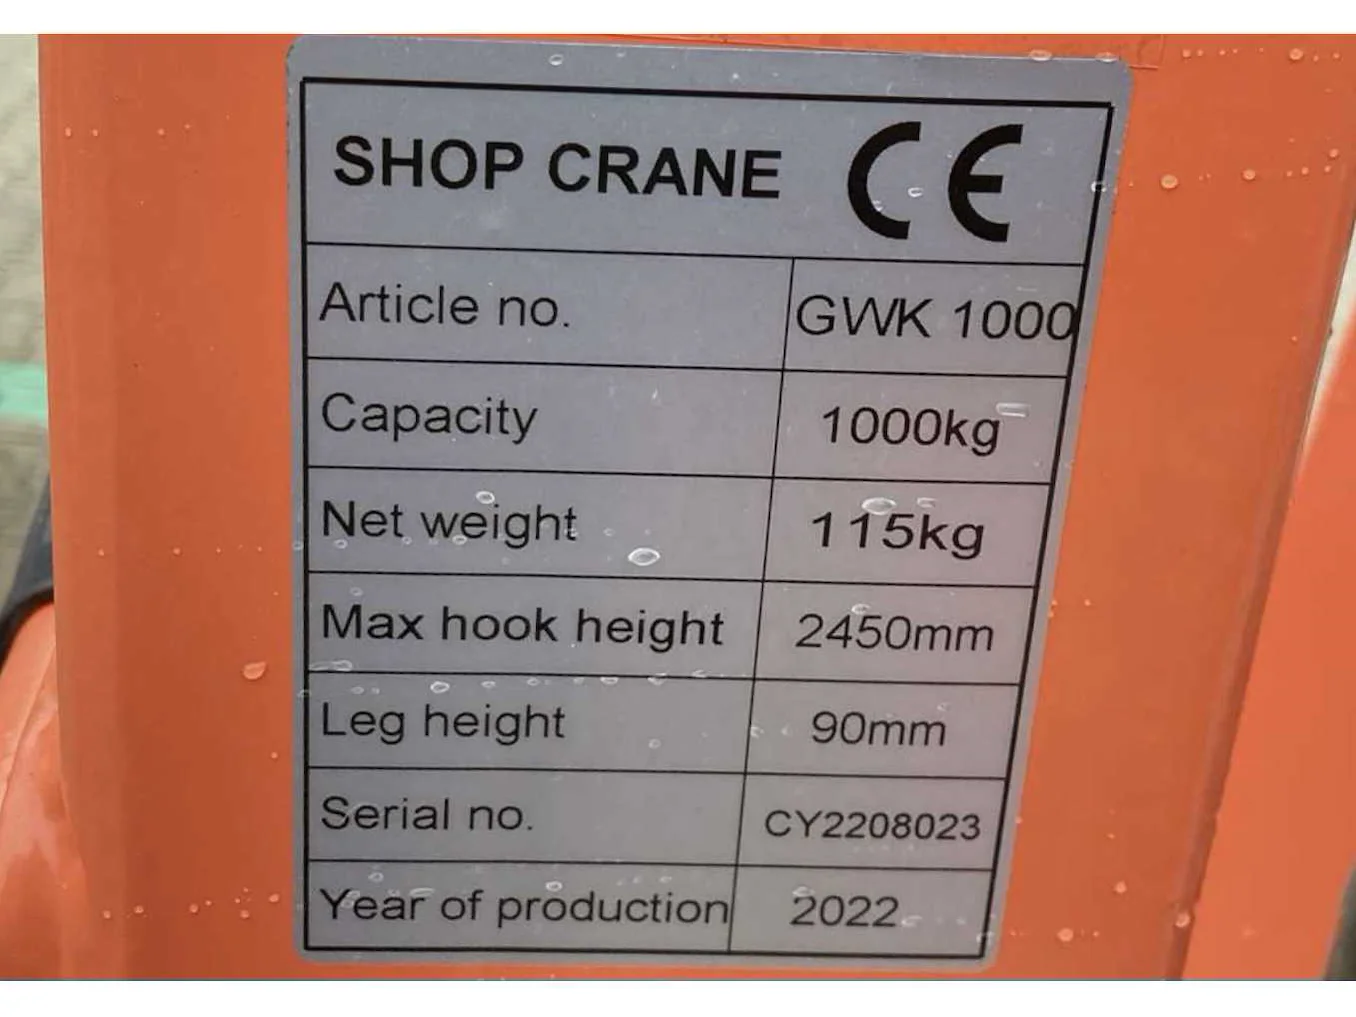 SHOP CRANE CE
Article no. GWK 1000
Capacity 1000kg
Net weight 115kg
Max hook height 2450mm
Leg height 90mm
Serial no. CY2208023
Year of production 2022